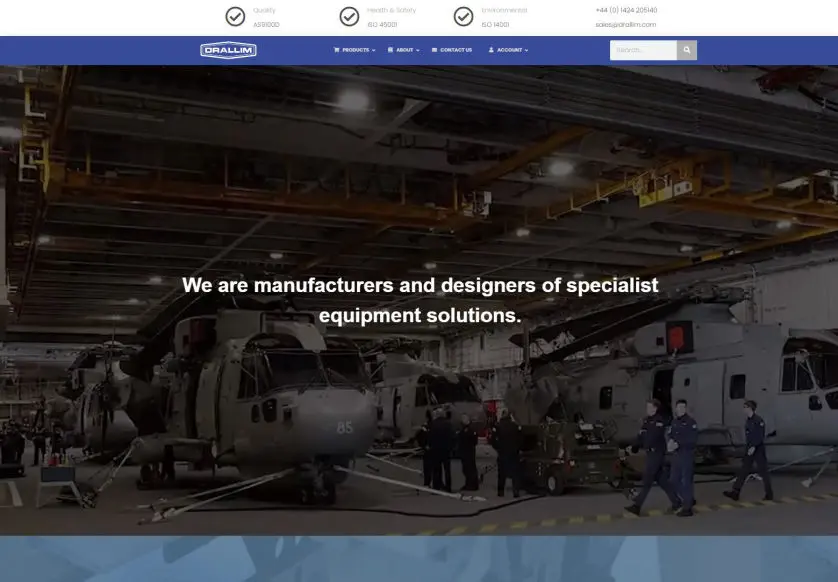 Quality
AS9100D
Health & Safety
ISO 45001
Environmental
ISO 14001
+44 (0) 1424 205140
sales@drallim.com
DRALLIM
PRODUCTS
ABOUT
CONTACT US
ACCOUNT
Search...
We are manufacturers and designers of specialist
equipment solutions.
85